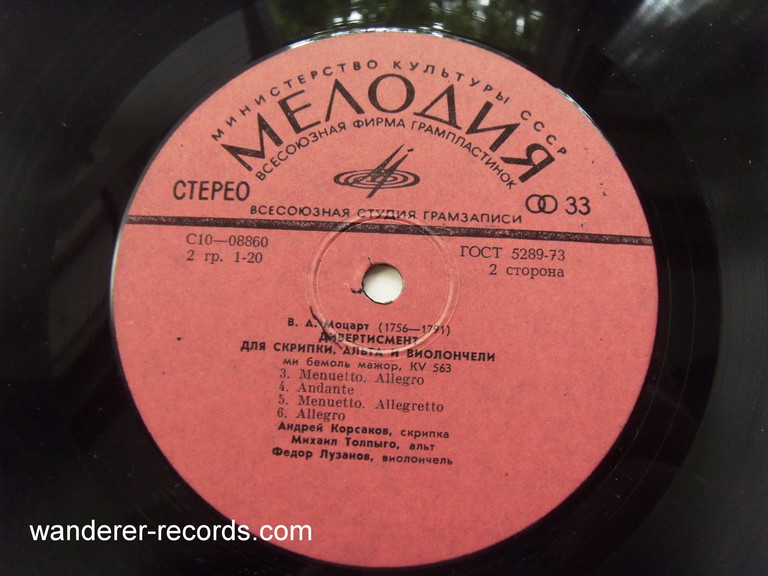 МИНИСТЕРСТВО КУЛЬТУРЫ СССР
МЕЛОДИЯ
ВСЕСОЮЗНАЯ ФИРМА ГРАМПЛАСТИНОК
СТЕРЕО
33
ВСЕСОЮЗНАЯ СТУДИЯ ГРАМЗАПИСИ
С10—08860
ГОСТ 5289-73
2 гр. 1-20
2 сторона
В. А. Моцарт (1756—1791)
ДИВЕРТИСМЕНТ
ДЛЯ СКРИПКИ, АЛЬТА И ВИОЛОНЧЕЛИ
ми бемоль мажор, KV 563
3. Menuetto. Allegro
4. Andante
5. Menuetto. Allegretto
6. Allegro
Андрей Корсаков, скрипка
Михаил Толпыго, альт
Федор Лузанов, виолончель
wanderer-records.com